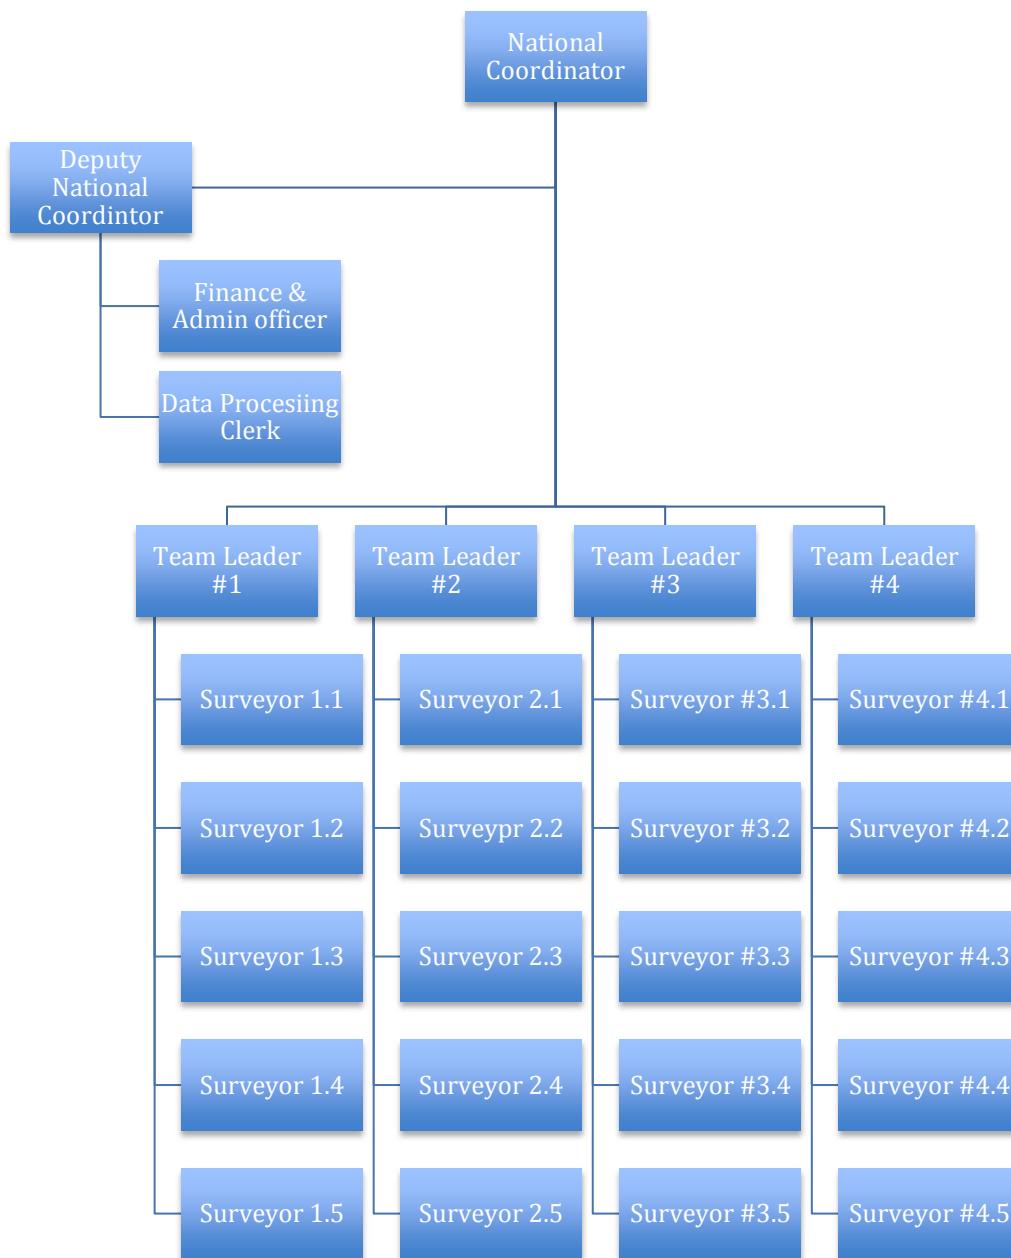 National
Coordinator
Deputy
National
Coordintor
Finance &
Admin officer
Data Procesiing
Clerk
Team Leader
#1
Team Leader
#2
Team Leader
#3
Team Leader
#4
Surveyor 1.1
Surveyor 2.1
Surveyor #3.1
Surveyor #4.1
Surveyor 1.2
Surveypr 2.2
Surveyor #3.2
Surveyor #4.2
Surveyor 1.3
Surveyor 2.3
Surveyor #3.3
Surveyor #4.3
Surveyor 1.4
Surveyor 2.4
Surveyor #3.4
Surveyor #4.4
Surveyor 1.5
Surveyor 2.5
Surveyor #3.5
Surveyor #4.5